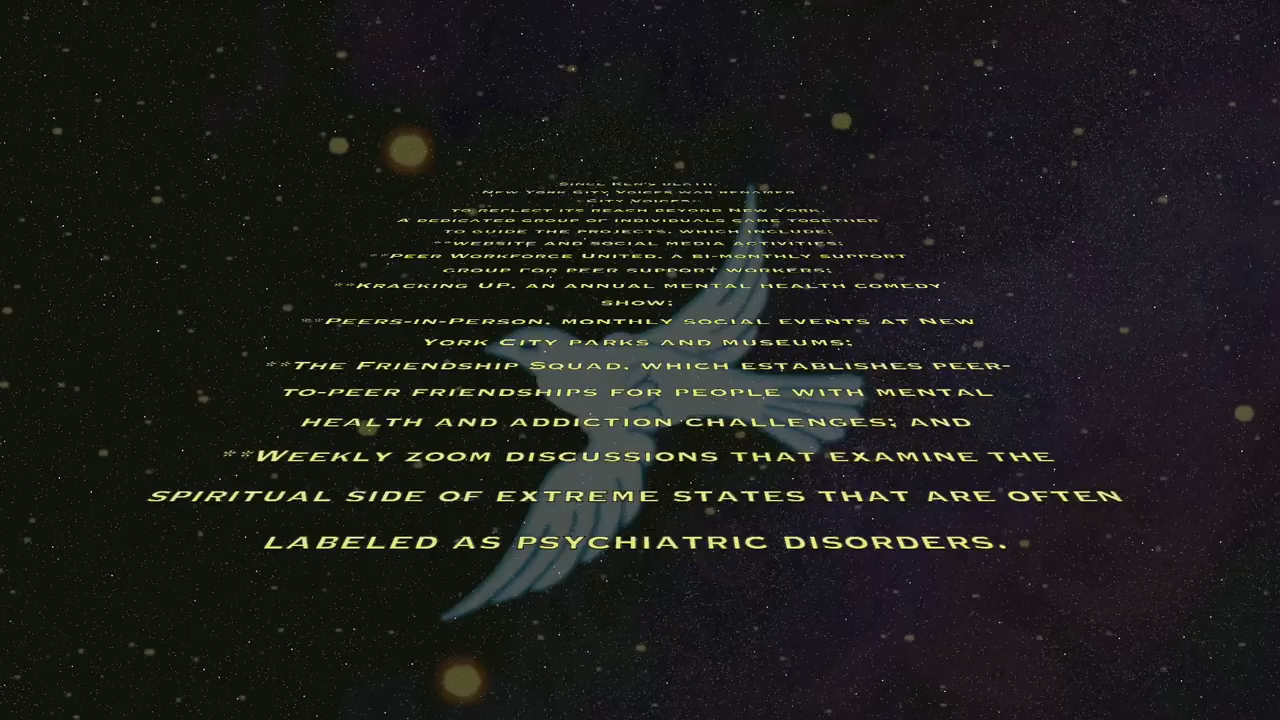 Since Ken's death,
New York City Voices was renamed
"City Voices"
to reflect its reach beyond New York.
A dedicated group of individuals came together
to guide the projects, which include:
**website and social media activities;
**Peer Workforce United, a bi-monthly support
group for peer support workers;
**Kracking Up, an annual mental health comedy
show;
**Peers-in-Person, monthly social events at New
York City parks and museums;
**The Friendship Squad, which establishes peer-
to-peer friendships for people with mental
health and addiction challenges; and
**Weekly zoom discussions that examine the
spiritual side of extreme states that are often
labeled as psychiatric disorders.